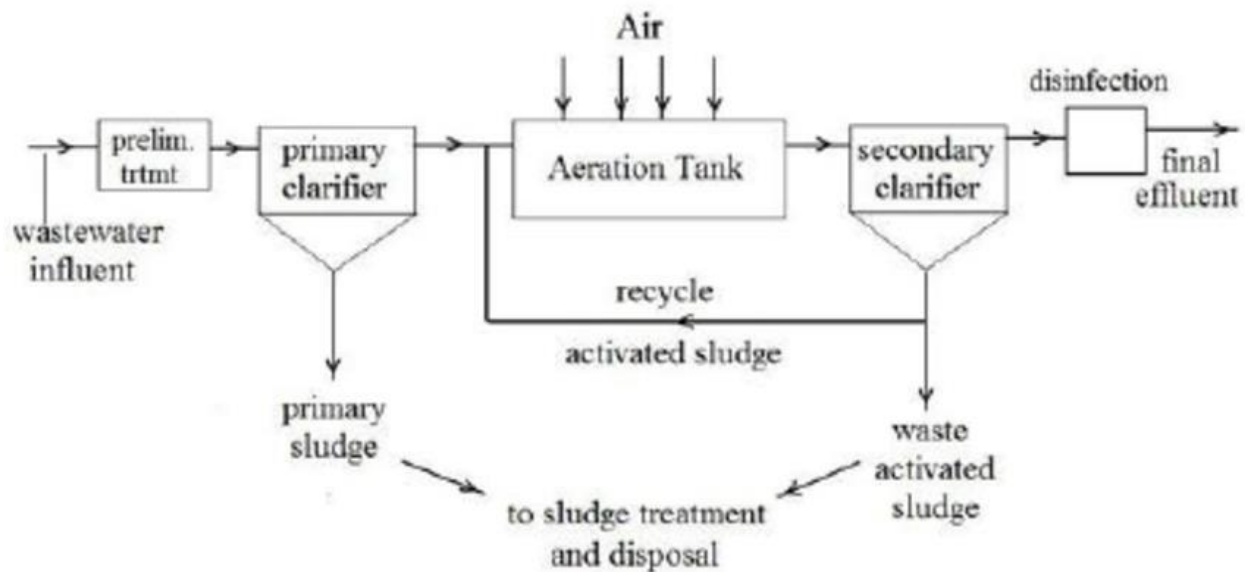 Air
disinfection
prelim.
trtmt
primary
clarifier
Aeration Tank
secondary
clarifier
final
effluent
wastewater
influent
recycle
activated sludge
primary
sludge
waste
activated
sludge
to sludge treatment
and disposal